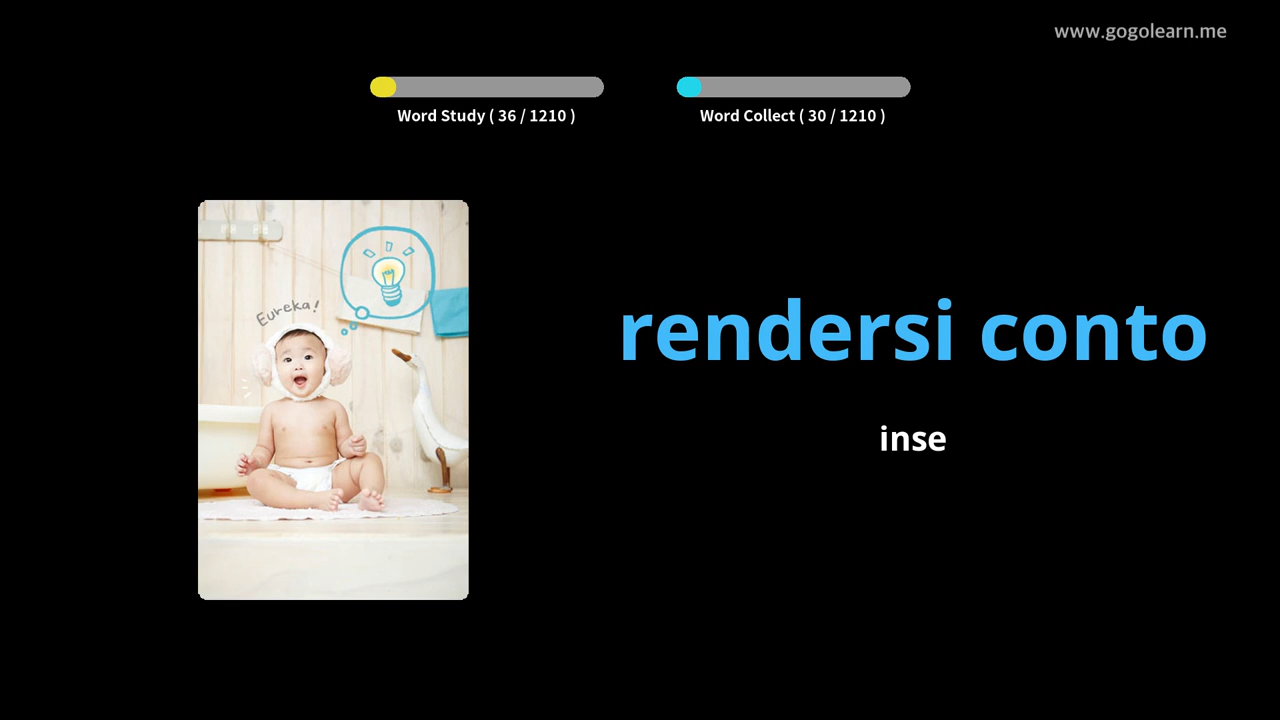 www.gogolearn.me
Word Study ( 36 / 1210 )
Word Collect ( 30 / 1210 )
Eureka!
rendersi conto
inse